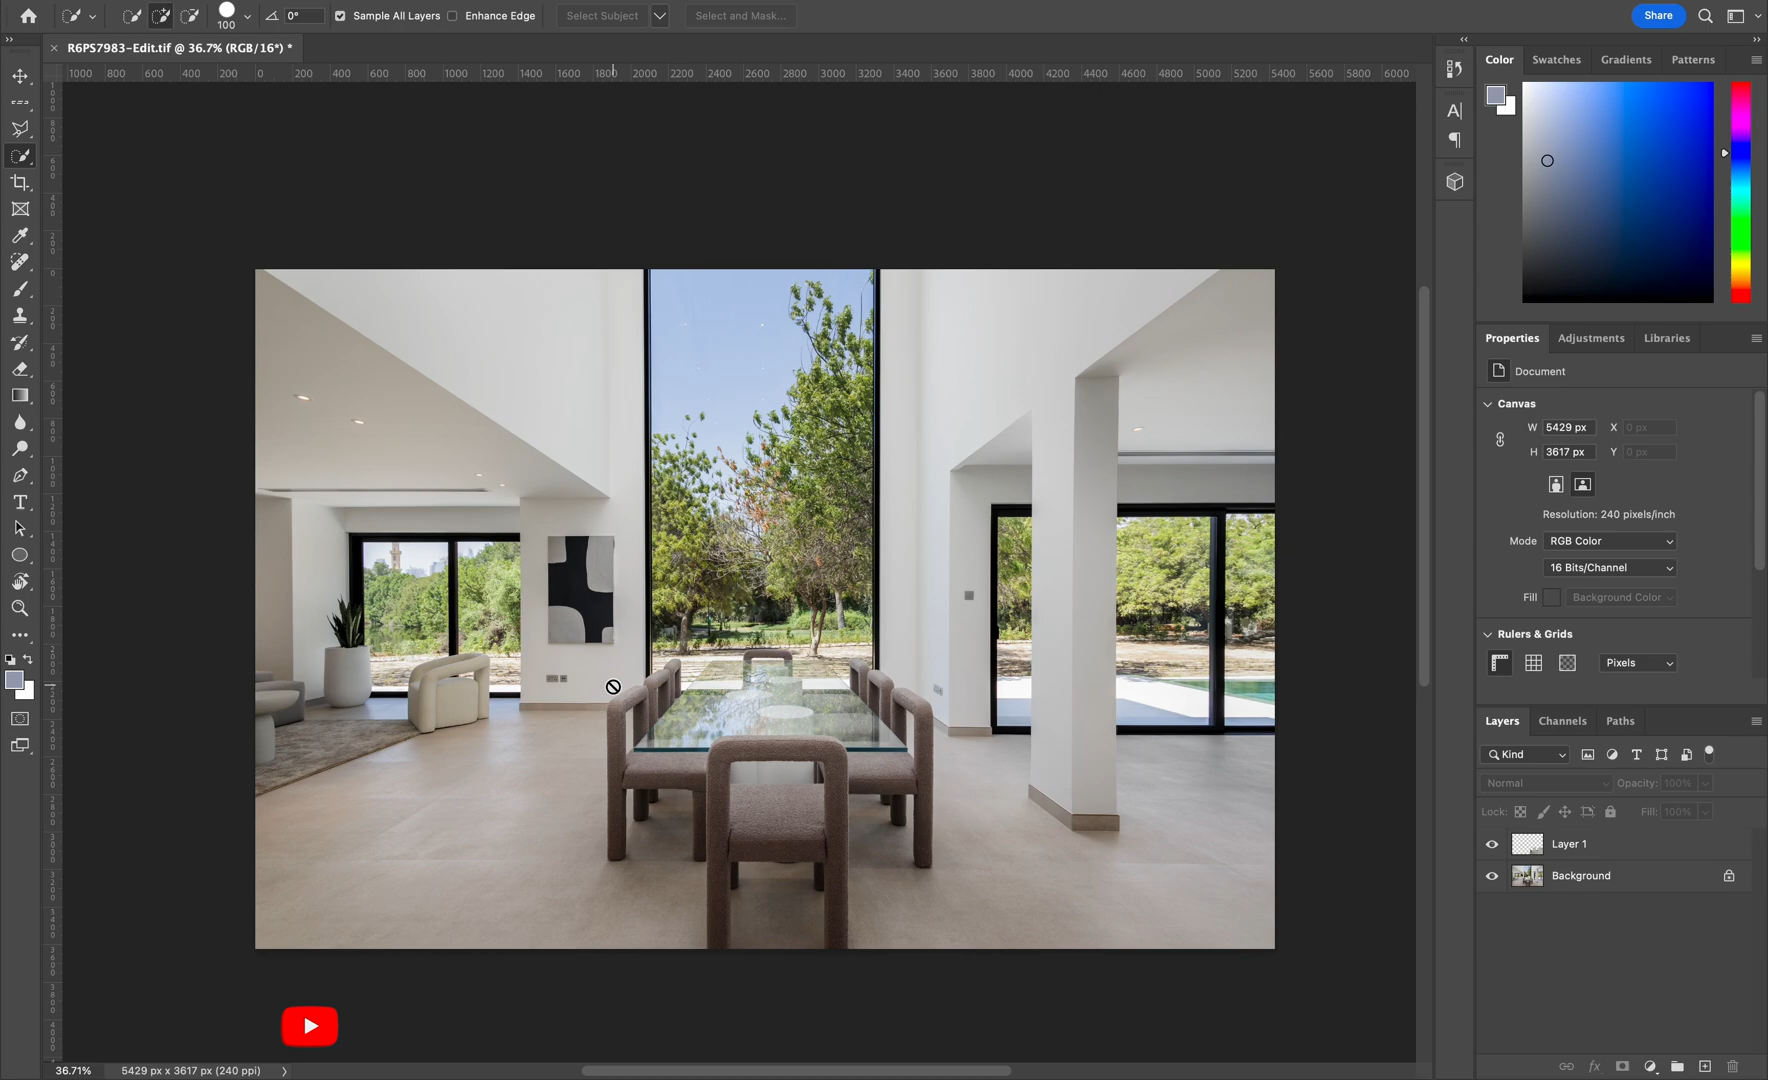 100
0°
Sample All Layers
Enhance Edge
Select Subject
Select and Mask...
Share
R6PS7983-Edit.tif @ 36.7% (RGB/16*) *
1000 800 600 400 200 0 200 400 600 800 1000 1200 1400 1600 1800 2000 2200 2400 2600 2800 3000 3200 3400 3600 3800 4000 4200 4400 4600 4800 5000 5200 5400 5600 5800 6000
Color Swatches Gradients Patterns
Properties Adjustments Libraries
Document
Canvas
W 5429 px X 0 px
H 3617 px Y 0 px
Resolution: 240 pixels/inch
Mode RGB Color
16 Bits/Channel
Fill Background Color
Rulers & Grids
Pixels
Layers Channels Paths
Kind
Normal Opacity: 100%
Lock: Fill: 100%
Layer 1
Background
36.71% 5429 px x 3617 px (240 ppi)